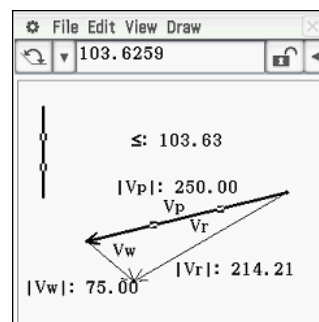 File Edit View Draw
103.6259
≤: 103.63
|Vp|: 250.00
Vp
Vr
Vw
|Vr|: 214.21
|Vw|: 75.00